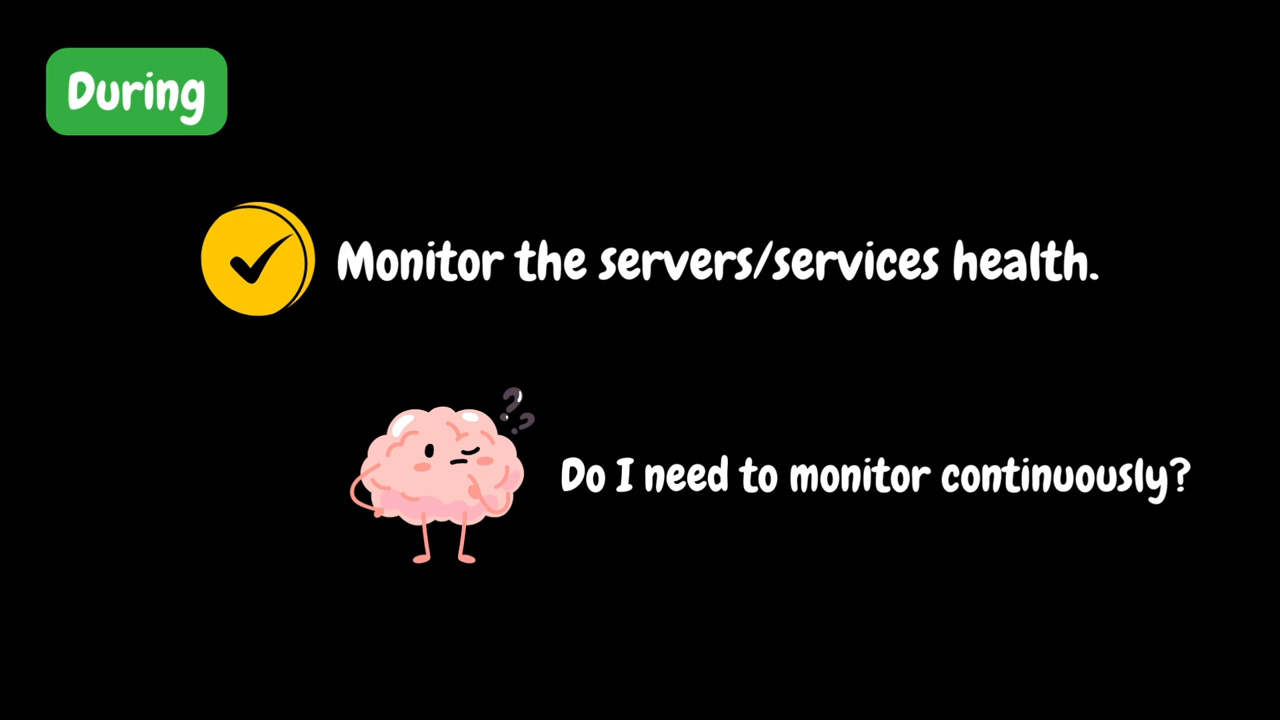 During
Monitor the servers/services health.
??
Do I need to monitor continuously?